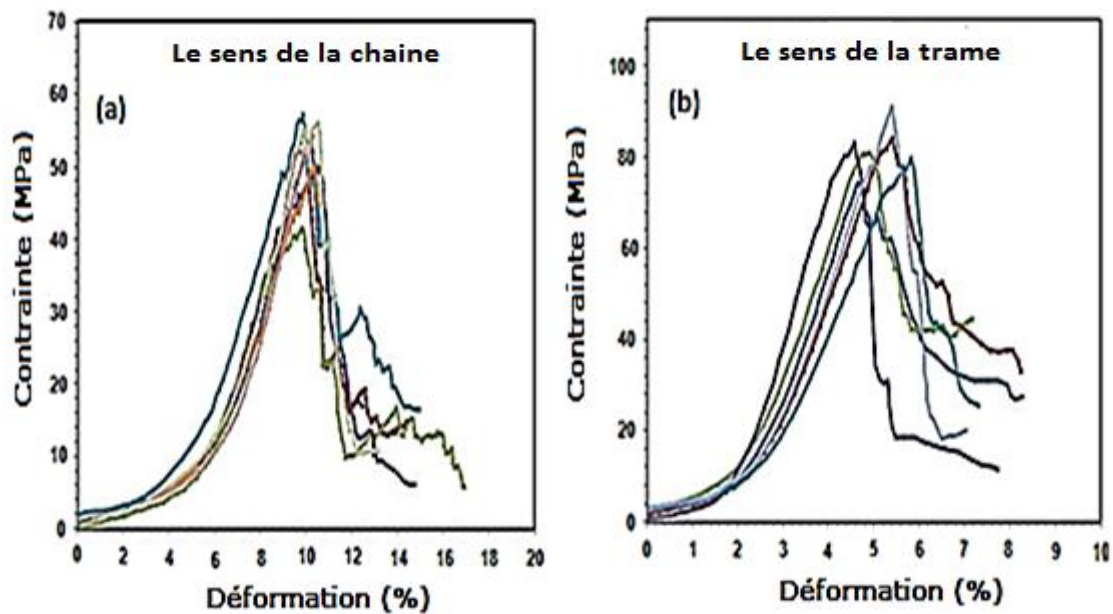 Le sens de la chaine
(a)
Contrainte (MPa)
70
60
50
40
30
20
10
0
0 2 4 6 8 10 12 14 16 18 20
Déformation (%)
Le sens de la trame
(b)
Contrainte (MPa)
100
80
60
40
20
0
0 1 2 3 4 5 6 7 8 9 10
Déformation (%)